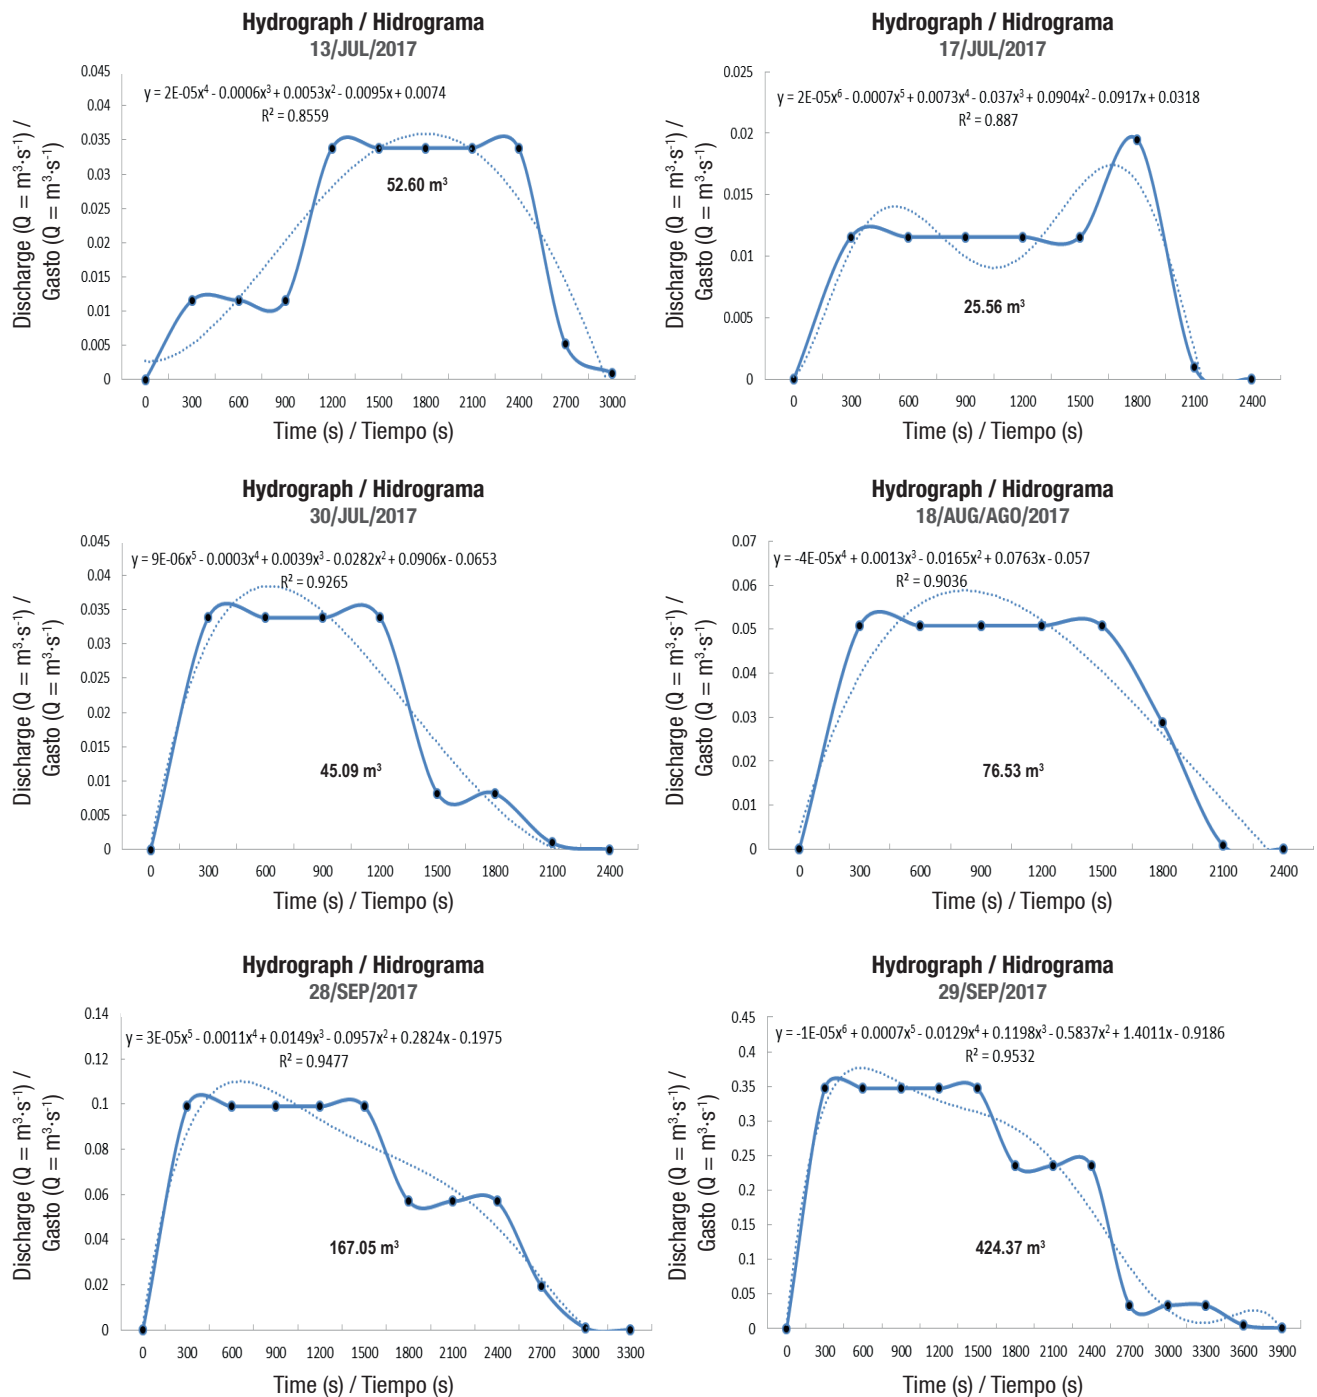 Hydrograph / Hidrograma
13/JUL/2017
y = 2E-05x⁴ - 0.0006x³ + 0.0053x² - 0.0095x + 0.0074
R² = 0.8559
52.60 m³
Discharge (Q = m³·s⁻¹) /
Gasto (Q = m³·s⁻¹)
0.045
0.04
0.035
0.03
0.025
0.02
0.015
0.01
0.005
0
0 300 600 900 1200 1500 1800 2100 2400 2700 3000
Time (s) / Tiempo (s)
Hydrograph / Hidrograma
17/JUL/2017
y = 2E-05x⁶ - 0.0007x⁵ + 0.0073x⁴ - 0.037x³ + 0.0904x² - 0.0917x + 0.0318
R² = 0.887
25.56 m³
Discharge (Q = m³·s⁻¹) /
Gasto (Q = m³·s⁻¹)
0.025
0.02
0.015
0.01
0.005
0
0 300 600 900 1200 1500 1800 2100 2400
Time (s) / Tiempo (s)
Hydrograph / Hidrograma
30/JUL/2017
y = 9E-06x⁵ - 0.0003x⁴ + 0.0039x³ - 0.0282x² + 0.0906x - 0.0653
R² = 0.9265
45.09 m³
Discharge (Q = m³·s⁻¹) /
Gasto (Q = m³·s⁻¹)
0.045
0.04
0.035
0.03
0.025
0.02
0.015
0.01
0.005
0
0 300 600 900 1200 1500 1800 2100 2400
Time (s) / Tiempo (s)
Hydrograph / Hidrograma
18/AUG/AGO/2017
y = -4E-05x⁴ + 0.0013x³ - 0.0165x² + 0.0763x - 0.057
R² = 0.9036
76.53 m³
Discharge (Q = m³·s⁻¹) /
Gasto (Q = m³·s⁻¹)
0.07
0.06
0.05
0.04
0.03
0.02
0.01
0
0 300 600 900 1200 1500 1800 2100 2400
Time (s) / Tiempo (s)
Hydrograph / Hidrograma
28/SEP/2017
y = 3E-05x⁵ - 0.0011x⁴ + 0.0149x³ - 0.0957x² + 0.2824x - 0.1975
R² = 0.9477
167.05 m³
Discharge (Q = m³·s⁻¹) /
Gasto (Q = m³·s⁻¹)
0.14
0.12
0.1
0.08
0.06
0.04
0.02
0
0 300 600 900 1200 1500 1800 2100 2400 2700 3000 3300
Time (s) / Tiempo (s)
Hydrograph / Hidrograma
29/SEP/2017
y = -1E-05x⁶ + 0.0007x⁵ - 0.0129x⁴ + 0.1198x³ - 0.5837x² + 1.4011x - 0.9186
R² = 0.9532
424.37 m³
Discharge (Q = m³·s⁻¹) /
Gasto (Q = m³·s⁻¹)
0.45
0.4
0.35
0.3
0.25
0.2
0.15
0.1
0.05
0
0 300 600 900 1200 1500 1800 2100 2400 2700 3000 3300 3600 3900
Time (s) / Tiempo (s)